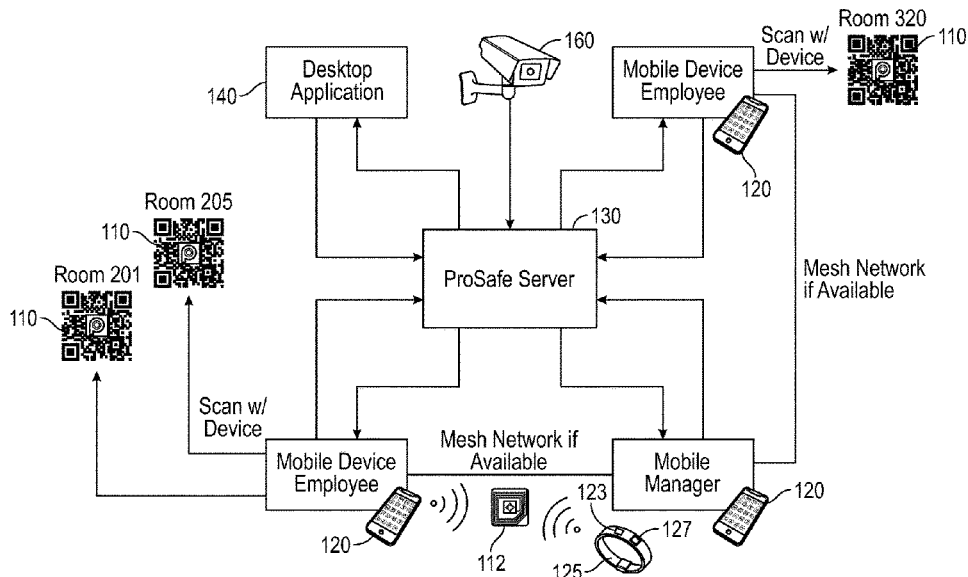 Room 320
110
Scan w/
Device
160
Mobile Device
Employee
120
Desktop
Application
140
Room 205
110
Room 201
110
130
ProSafe Server
Mesh Network
if Available
Scan w/
Device
Mobile Device
Employee
120
Mesh Network if
Available
Mobile
Manager
120
112
123
127
125